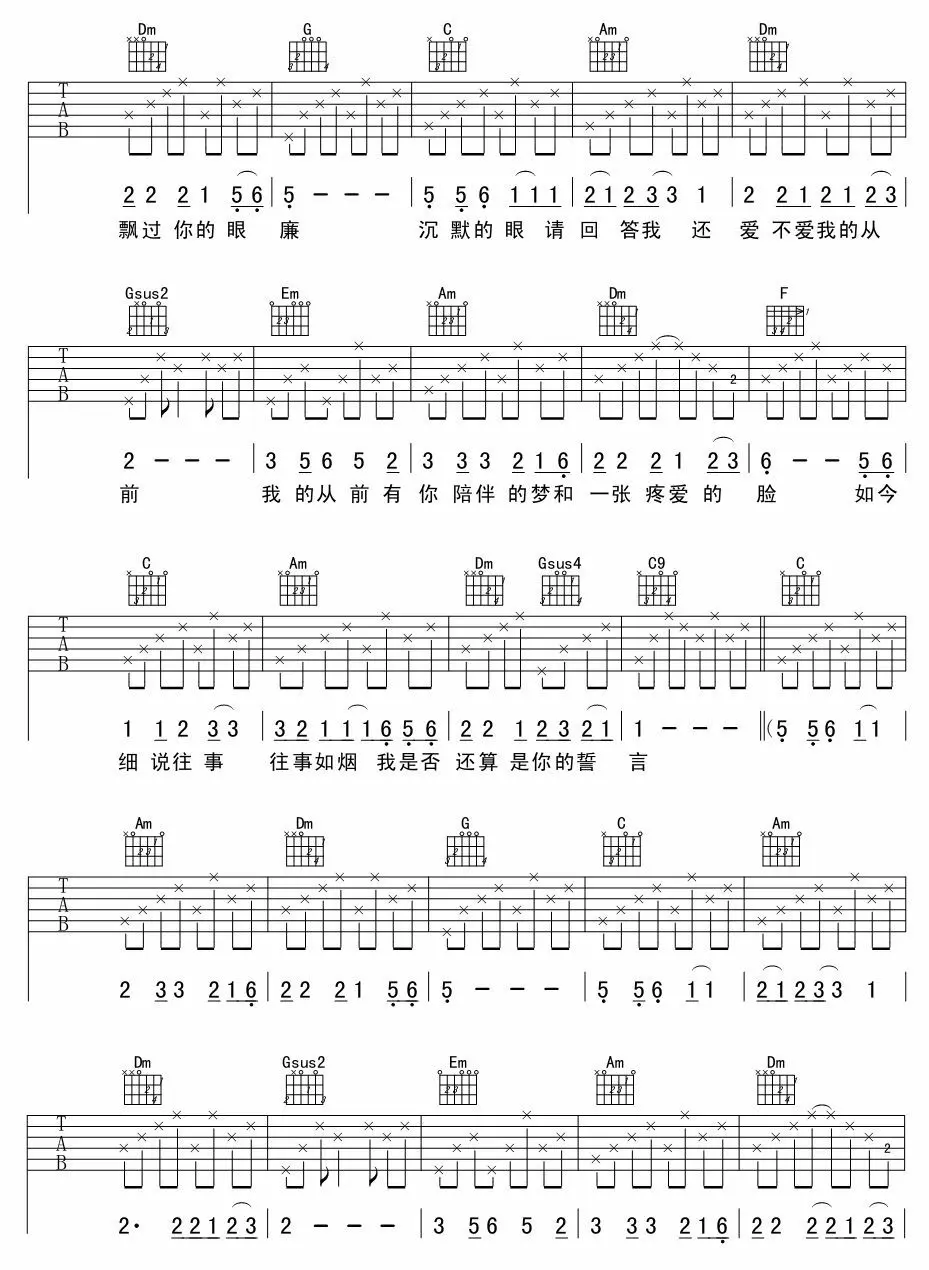 Dm G C Am Dm
T A B
2 2 2 1 5 6 | 5 － － － | 5 5 6 1 1 1 | 2 1 2 3 3 1 | 2 2 1 2 1 2 3 |
飘过 你的 眼 廉 沉 默的 眼 请 回 答我 还 爱 不爱我的从
Gsus2 Em Am Dm F
T A B
2
2 － － － | 3 5 6 5 2 | 3 3 3 2 1 6 | 2 2 2 1 2 3 | 6 － － 5 6 |
前 我 的从 前 有 你 陪伴 的梦和 一张 疼爱 的 脸 如今
C Am Dm Gsus4 C9 C
T A B
1 1 2 3 3 | 3 2 1 1 1 6 5 6 | 2 2 1 2 3 2 1 | 1 － － － ‖( 5 5 6 1 1 |
细 说往 事 往事如烟 我是否 还算 是你的誓 言
Am Dm G C Am
T A B
2 3 3 2 1 6 | 2 2 2 1 5 6 | 5 － － － | 5 5 6 1 1 | 2 1 2 3 3 1 |
Dm Gsus2 Em Am Dm
T A B
2
2· 2 2 1 2 3 | 2 － － － | 3 5 6 5 2 | 3 3 3 2 1 6 | 2 2 2 2 1 2 3 |